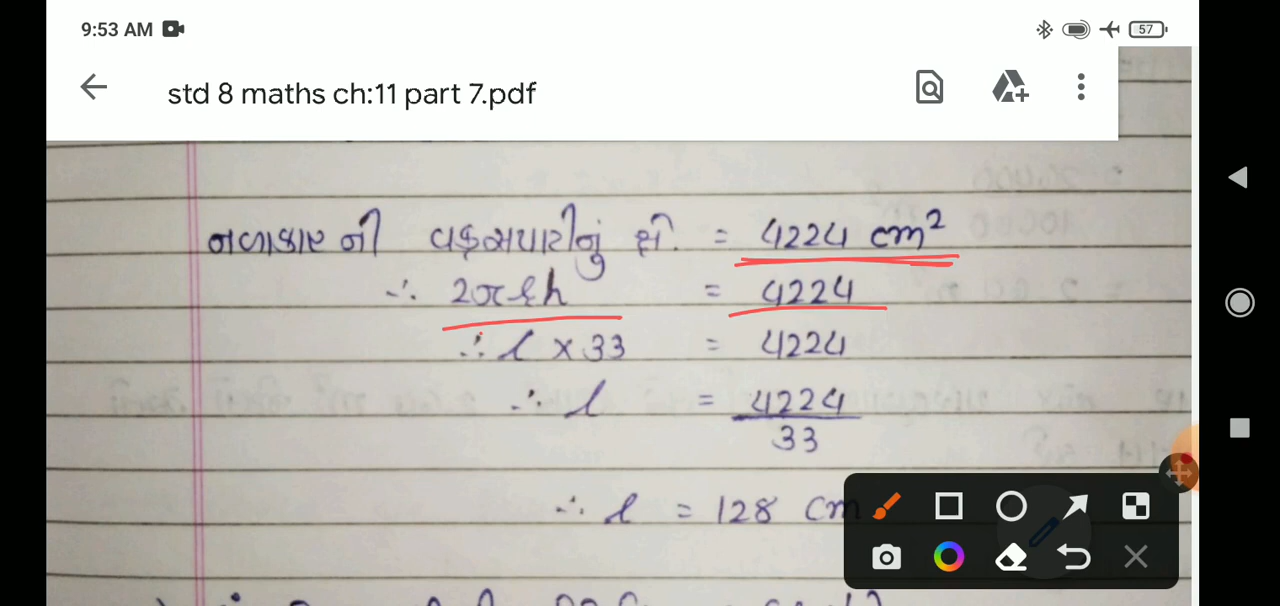 9:53 AM
57
std 8 maths ch:11 part 7.pdf
નળાકાર ની વક્રસપાટીનું ક્ષે. = 4224 cm²
∴ 2πrh = 4224
∴ l × 33 = 4224
∴ l = 4224
33
∴ l = 128 cm